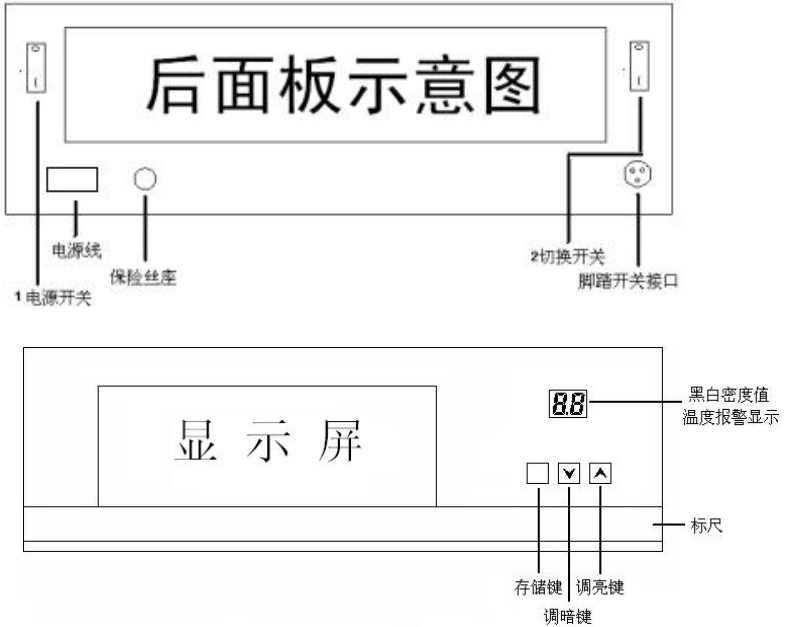 后面板示意图
电源线
保险丝座
1电源开关
2切换开关
脚踏开关接口
显示屏
8.8
黑白密度值
温度报警显示
标尺
存储键
调亮键
调暗键